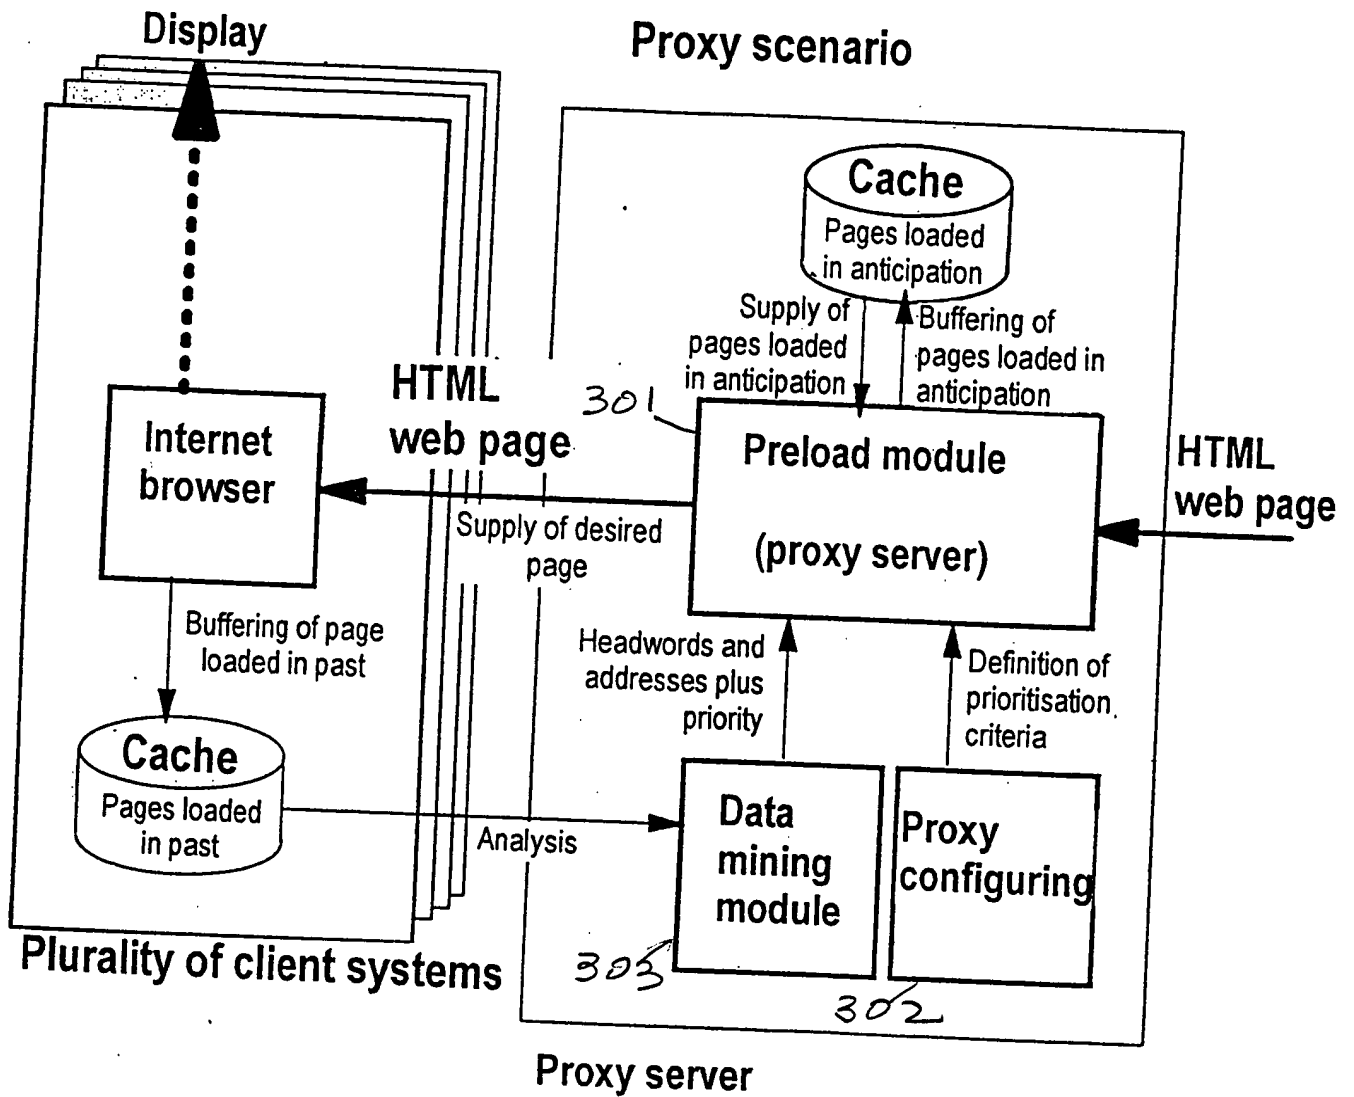 Display
Proxy scenario
Cache
Pages loaded
in anticipation
Supply of
pages loaded
in anticipation
Buffering of
pages loaded in
anticipation
301
HTML
web page
Internet
browser
Preload module
(proxy server)
HTML
web page
Supply of desired
page
Buffering of page
loaded in past
Headwords and
addresses plus
priority
Definition of
prioritisation
criteria
Cache
Pages loaded
in past
Analysis
Data
mining
module
Proxy
configuring
303
302
Plurality of client systems
Proxy server